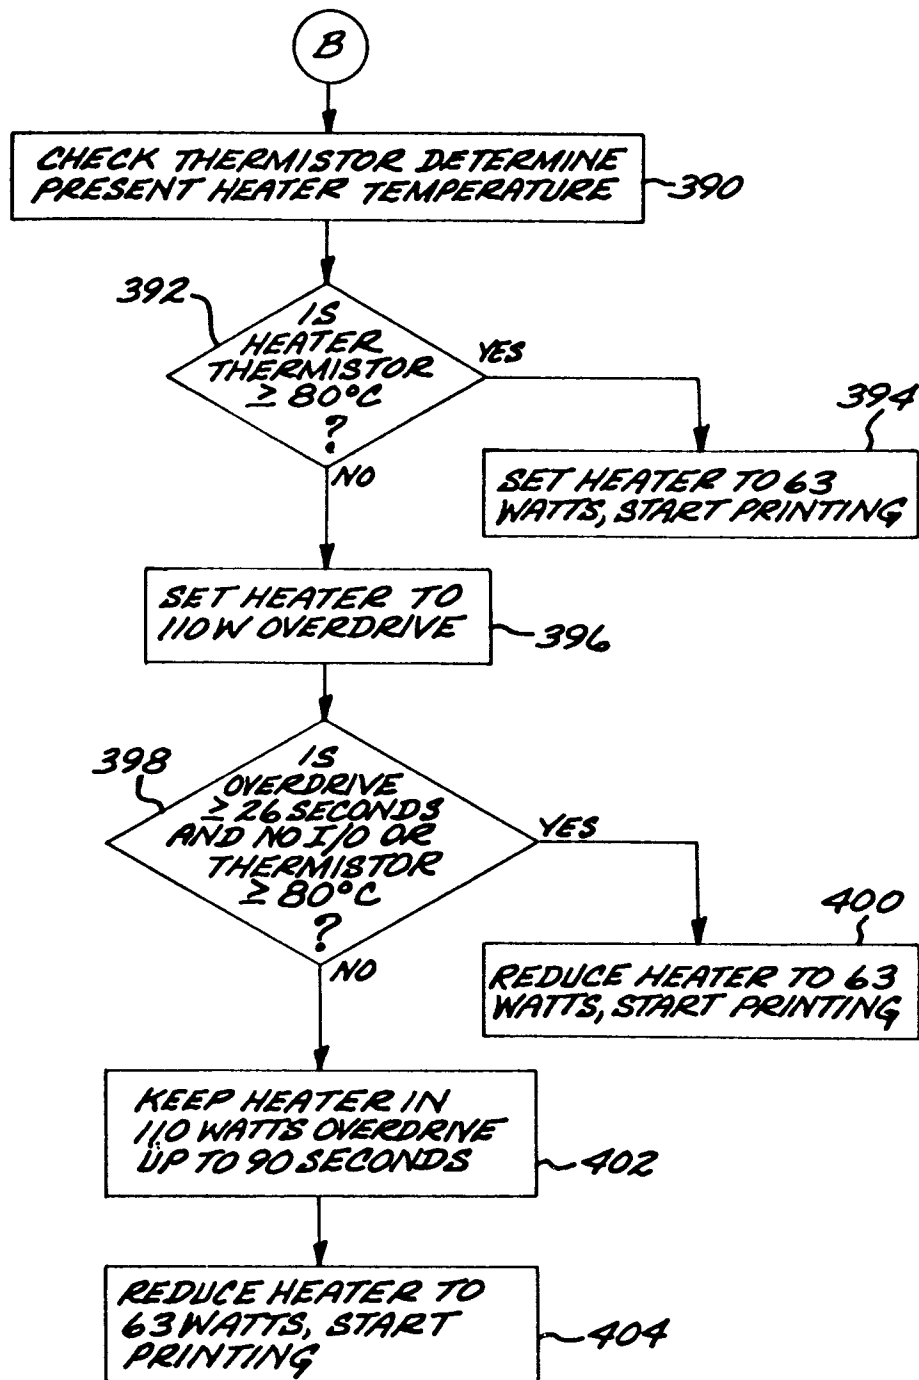 B
CHECK THERMISTOR DETERMINE
PRESENT HEATER TEMPERATURE
390
392
IS
HEATER
THERMISTOR
≥ 80°C
?
YES
NO
394
SET HEATER TO 63
WATTS, START PRINTING
SET HEATER TO
110W OVERDRIVE
396
398
IS
OVERDRIVE
≥ 26 SECONDS
AND NO I/O OR
THERMISTOR
≥ 80°C
?
YES
NO
400
REDUCE HEATER TO 63
WATTS, START PRINTING
KEEP HEATER IN
110 WATTS OVERDRIVE
UP TO 90 SECONDS
402
REDUCE HEATER TO
63 WATTS, START
PRINTING
404